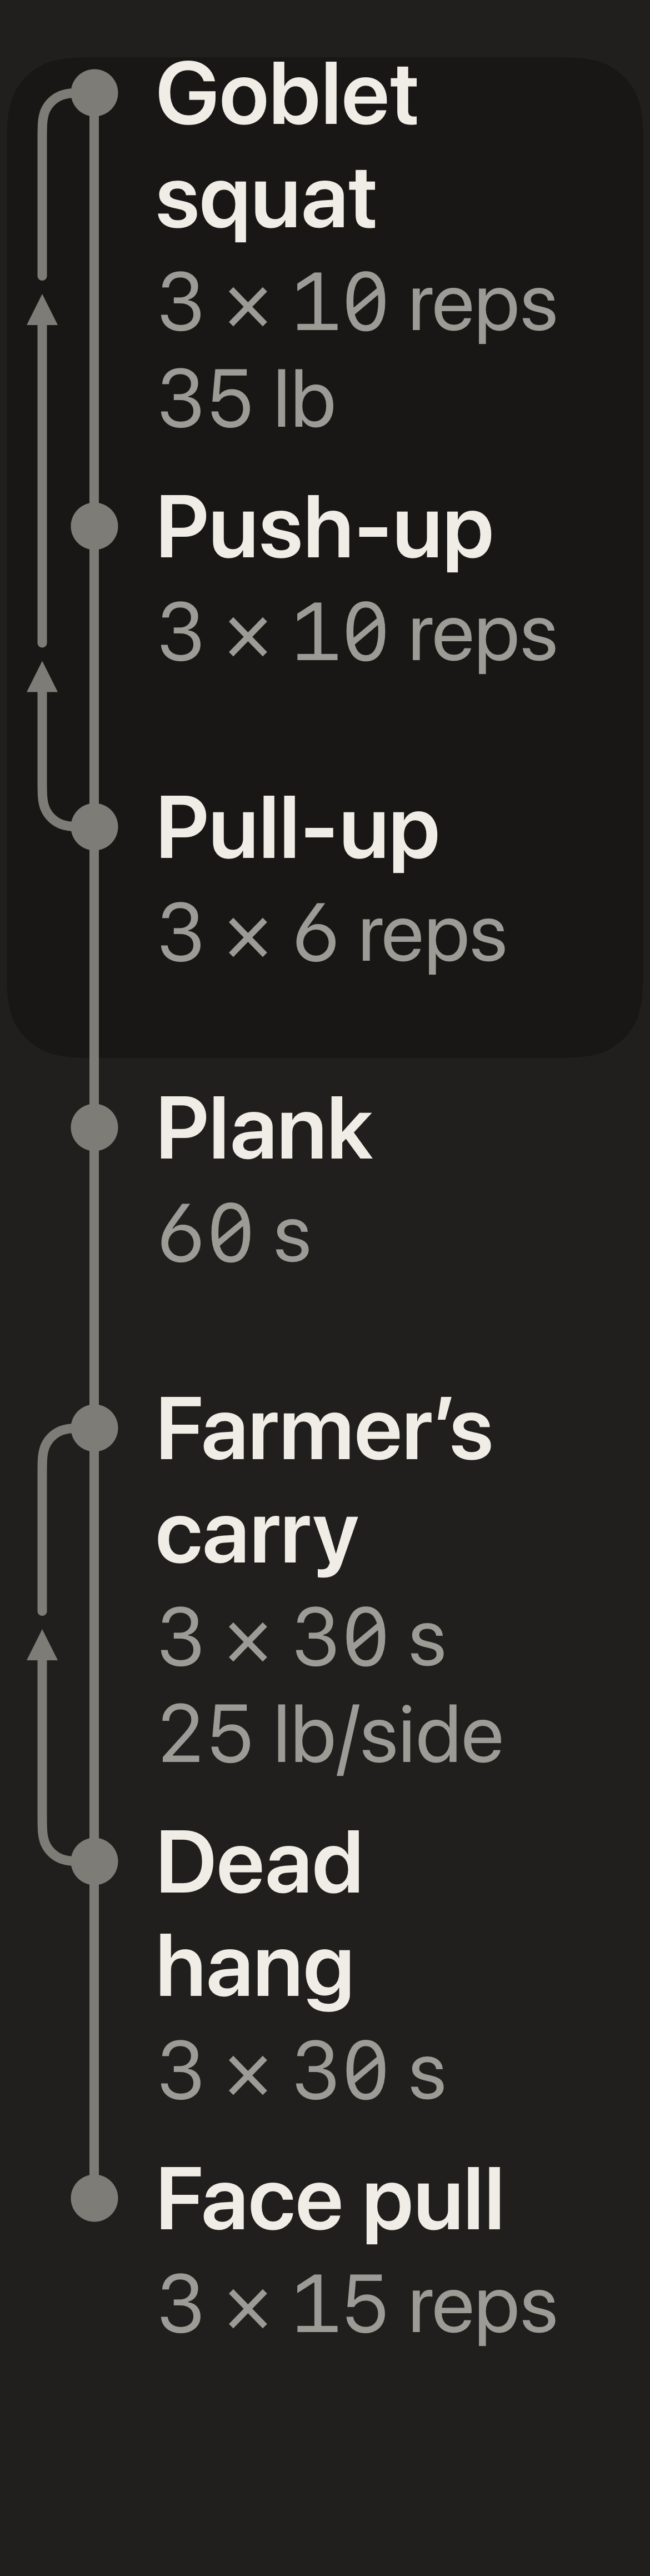 Goblet
squat
3 × 10 reps
35 lb
Push-up
3 × 10 reps
Pull-up
3 × 6 reps
Plank
60 s
Farmer’s
carry
3 × 30 s
25 lb/side
Dead
hang
3 × 30 s
Face pull
3 × 15 reps